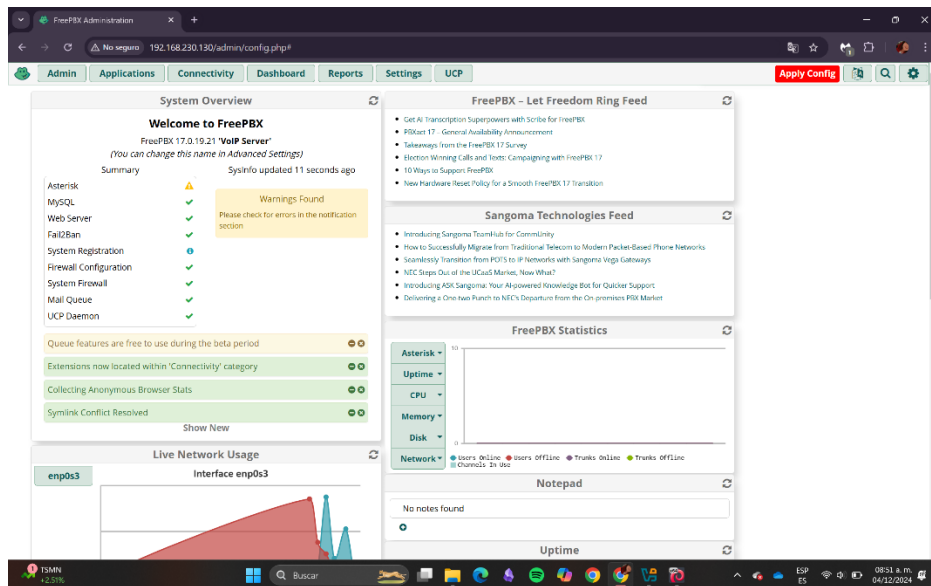 FreePBX Administration
No seguro 192.168.230.130/admin/config.php#
Admin Applications Connectivity Dashboard Reports Settings UCP Apply Config
System Overview
Welcome to FreePBX
FreePBX 17.0.19.21 'VoIP Server'
(You can change this name in Advanced Settings)
Summary
SysInfo updated 11 seconds ago
Asterisk
MySQL
Web Server
Fail2Ban
System Registration
Firewall Configuration
System Firewall
Mail Queue
UCP Daemon
Warnings Found
Please check for errors in the notification
section
Queue features are free to use during the beta period
Extensions now located within 'Connectivity' category
Collecting Anonymous Browser Stats
Symlink Conflict Resolved
Show New
Live Network Usage
enp0s3
Interface enp0s3
FreePBX – Let Freedom Ring Feed
Get AI Transcription Superpowers with Scribe for FreePBX
PBXact 17 – General Availability Announcement
Takeaways from the FreePBX 17 Survey
Election Winning Calls and Texts: Campaigning with FreePBX 17
10 Ways to Support FreePBX
New Hardware Reset Policy for a Smooth FreePBX 17 Transition
Sangoma Technologies Feed
Introducing Sangoma TeamHub for CommUnity
How to Successfully Migrate from Traditional Telecom to Modern Packet-Based Phone Networks
Seamlessly Transition from POTS to IP Networks with Sangoma Vega Gateways
NEC Steps Out of the UCaaS Market, Now What?
Introducing ASK Sangoma: Your AI-powered Knowledge Bot for Quicker Support
Delivering a One-two Punch to NEC's Departure from the On-premises PBX Market
FreePBX Statistics
Asterisk
Uptime
CPU
Memory
Disk
Network
50
0
Users Online Users Offline Trunks Online Trunks Offline
Channels In Use
Notepad
No notes found
Uptime
TSMN
+2.51%
Buscar
ESP
ES
08:51 a. m.
04/12/2024